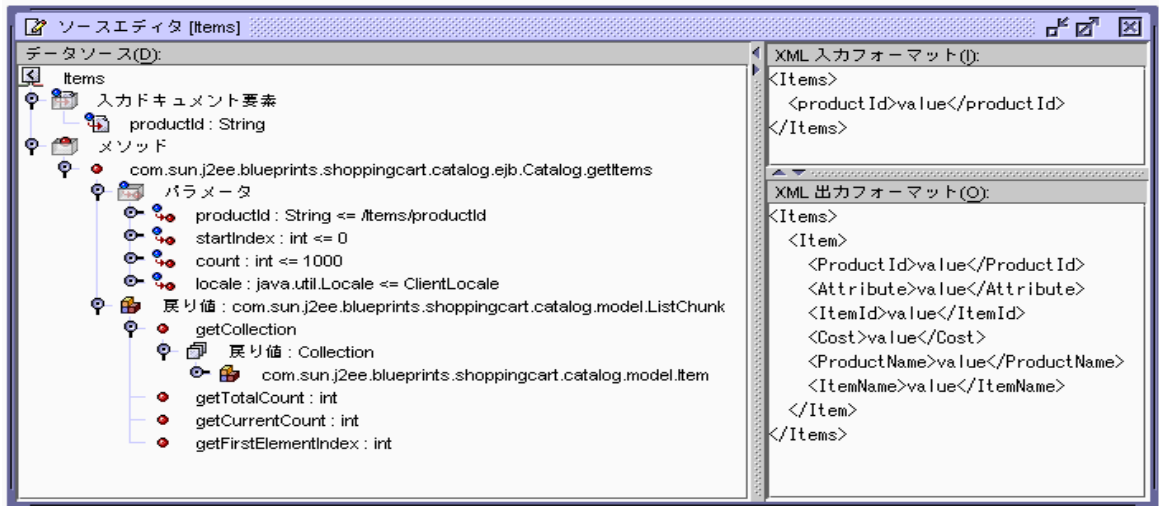 ソースエディタ [Items]
データソース(D):
Items
入力ドキュメント要素
productId : String
メソッド
com.sun.j2ee.blueprints.shoppingcart.catalog.ejb.Catalog.getItems
パラメータ
productId : String <= /Items/productId
startIndex : int <= 0
count : int <= 1000
locale : java.util.Locale <= ClientLocale
戻り値 : com.sun.j2ee.blueprints.shoppingcart.catalog.model.ListChunk
getCollection
戻り値 : Collection
com.sun.j2ee.blueprints.shoppingcart.catalog.model.Item
getTotalCount : int
getCurrentCount : int
getFirstElementIndex : int
XML 入力フォーマット(I):
<Items>
<productId>value</productId>
</Items>
XML 出力フォーマット(O):
<Items>
<Item>
<ProductId>value</ProductId>
<Attribute>value</Attribute>
<ItemId>value</ItemId>
<Cost>value</Cost>
<ProductName>value</ProductName>
<ItemName>value</ItemName>
</Item>
</Items>